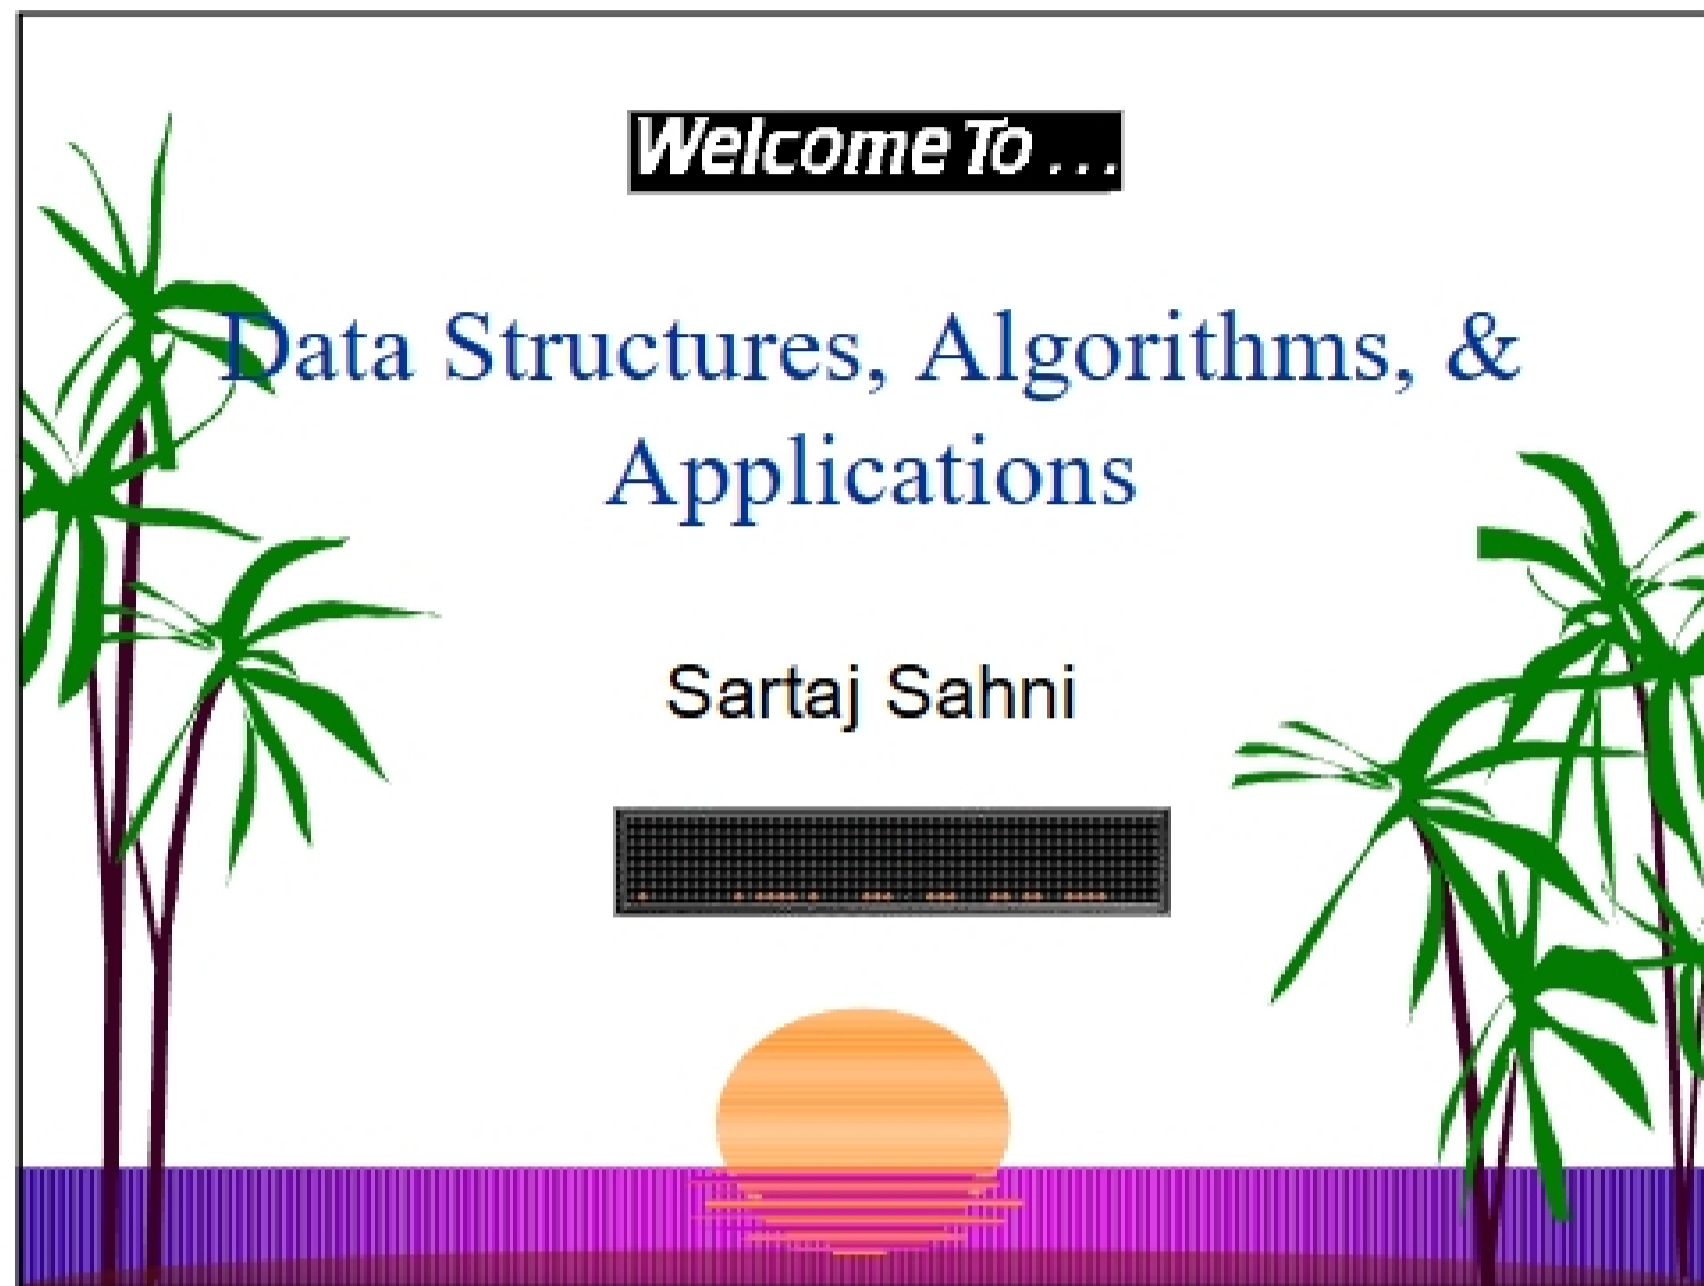 Welcome To ...
Data Structures, Algorithms, &
Applications
Sartaj Sahni